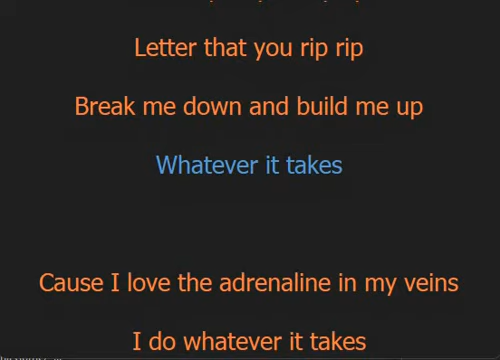 Letter that you rip rip
Break me down and build me up
Whatever it takes
Cause I love the adrenaline in my veins
I do whatever it takes